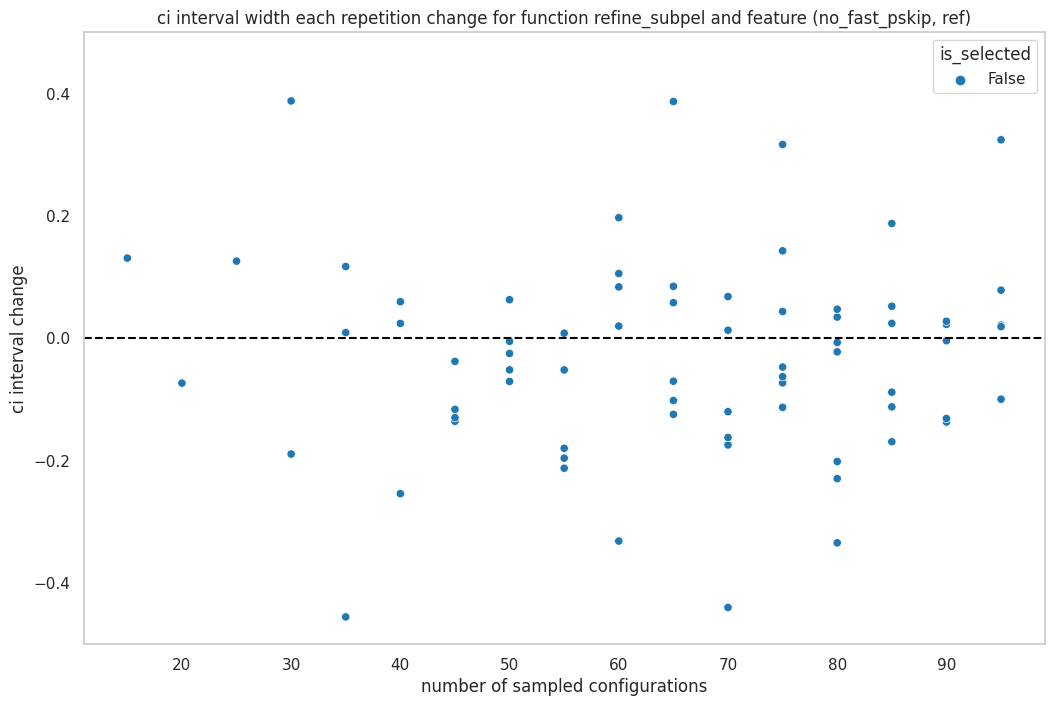 ci interval width each repetition change for function refine_subpel and feature (no_fast_pskip, ref)
is_selected
False
ci interval change
0.4
0.2
0.0
−0.2
−0.4
20 30 40 50 60 70 80 90
number of sampled configurations